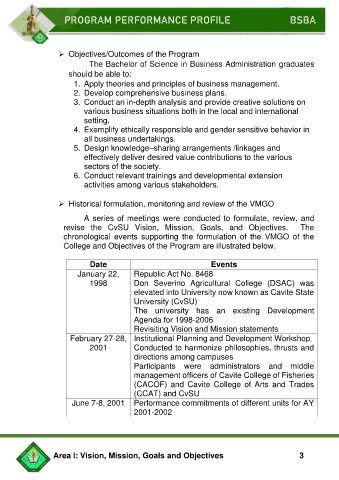 PROGRAM PERFORMANCE PROFILE BSBA
➢ Objectives/Outcomes of the Program
The Bachelor of Science in Business Administration graduates
should be able to:
1. Apply theories and principles of business management.
2. Develop comprehensive business plans.
3. Conduct an in-depth analysis and provide creative solutions on
various business situations both in the local and international
setting.
4. Exemplify ethically responsible and gender sensitive behavior in
all business undertakings.
5. Design knowledge–sharing arrangements /linkages and
effectively deliver desired value contributions to the various
sectors of the society.
6. Conduct relevant trainings and developmental extension
activities among various stakeholders.
➢ Historical formulation, monitoring and review of the VMGO
A series of meetings were conducted to formulate, review, and
revise the CvSU Vision, Mission, Goals, and Objectives. The
chronological events supporting the formulation of the VMGO of the
College and Objectives of the Program are illustrated below.
Date Events
January 22, Republic Act No. 8468
1998 Don Severino Agricultural College (DSAC) was
elevated into University now known as Cavite State
University (CvSU)
The university has an existing Development
Agenda for 1998-2006
Revisiting Vision and Mission statements
February 27-28, Institutional Planning and Development Workshop
2001 Conducted to harmonize philosophies, thrusts and
directions among campuses
Participants were administrators and middle
management officers of Cavite College of Fisheries
(CACOF) and Cavite College of Arts and Trades
(CCAT) and CvSU
June 7-8, 2001 Performance commitments of different units for AY
2001-2002
Area I: Vision, Mission, Goals and Objectives 3